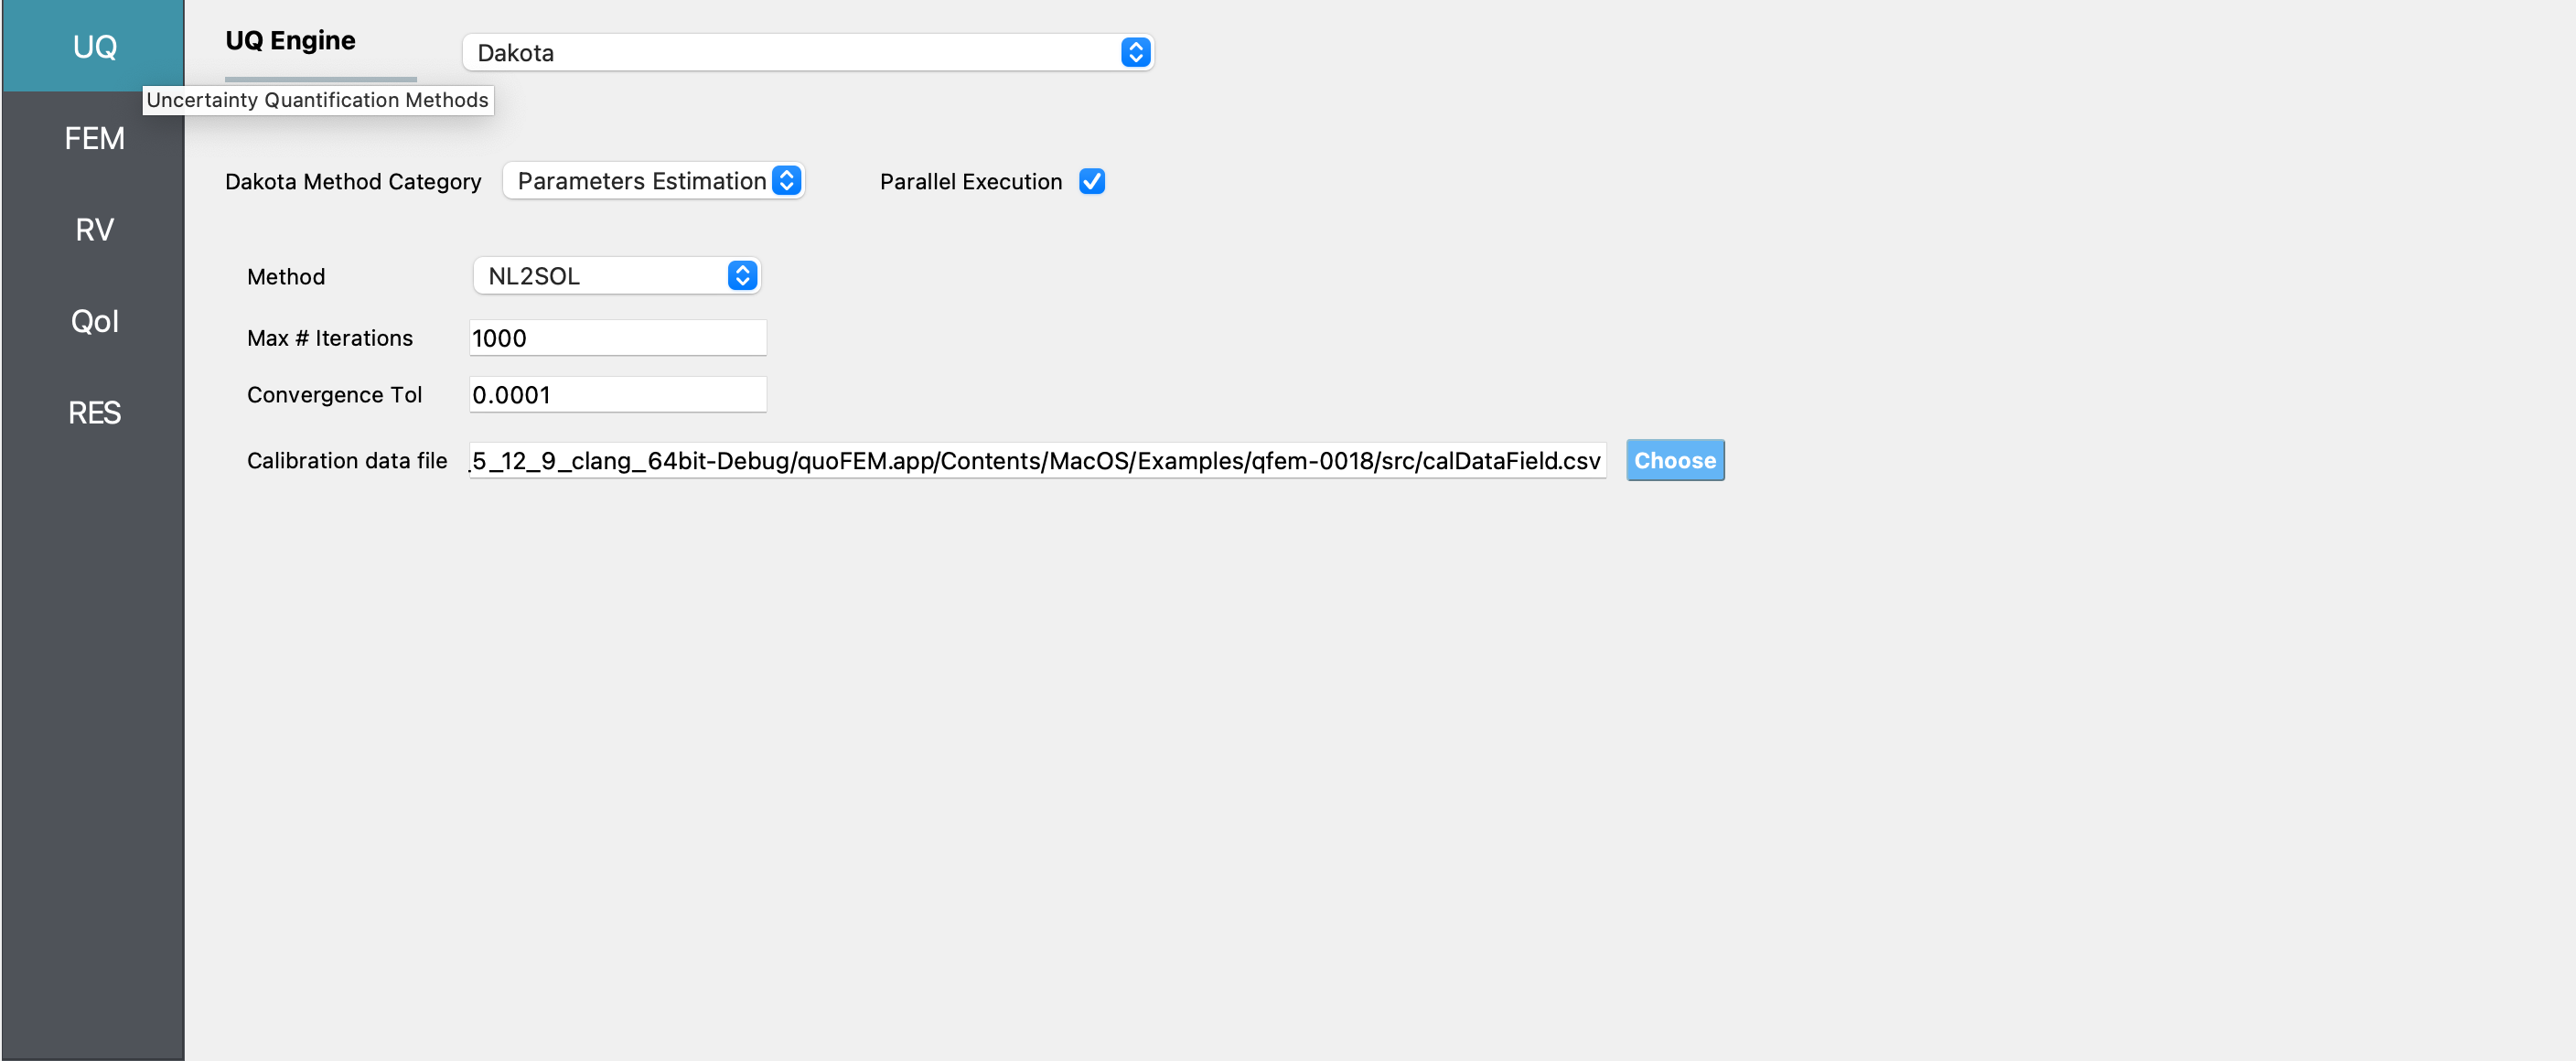 UQ
FEM
RV
QoI
RES
UQ Engine
Dakota
Uncertainty Quantification Methods
Dakota Method Category Parameters Estimation Parallel Execution
Method NL2SOL
Max # Iterations 1000
Convergence Tol 0.0001
Calibration data file .5_12_9_clang_64bit-Debug/quoFEM.app/Contents/MacOS/Examples/qfem-0018/src/calDataField.csv Choose